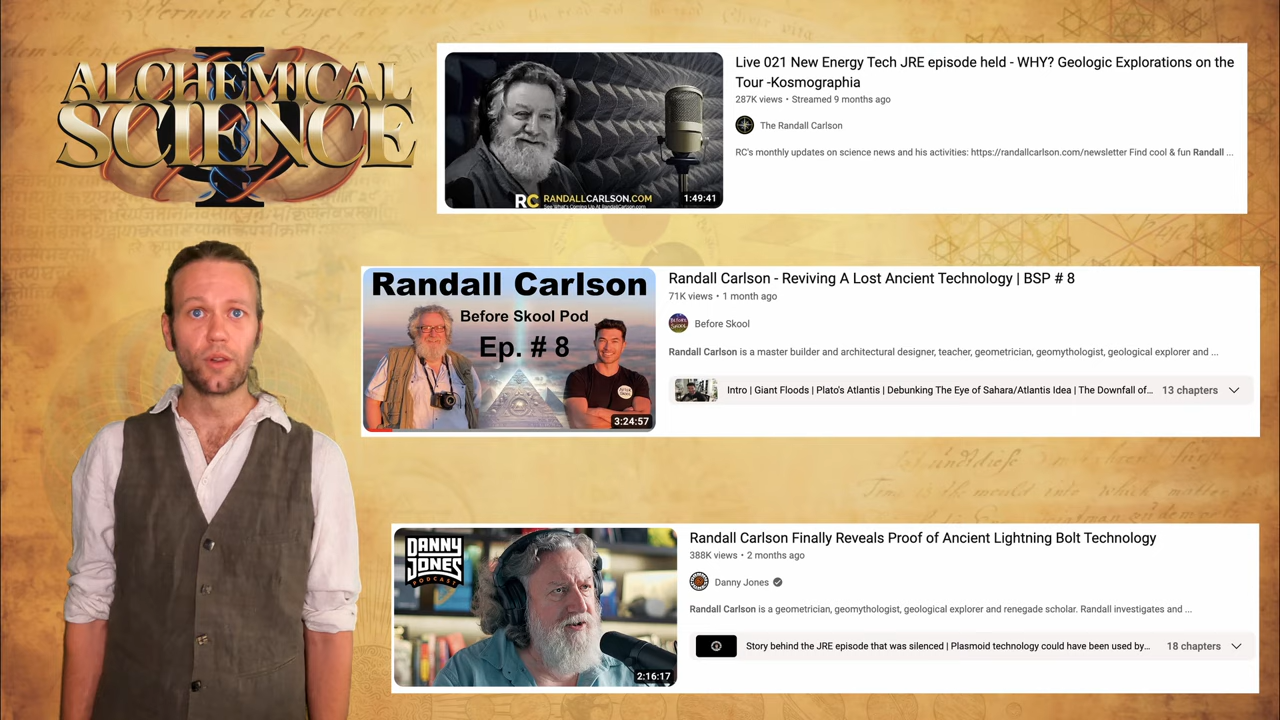 ALCHEMICAL
SCIENCE
Live 021 New Energy Tech JRE episode held - WHY? Geologic Explorations on the
Tour -Kosmographia
287K views • Streamed 9 months ago
The Randall Carlson
RC's monthly updates on science news and his activities: https://randallcarlson.com/newsletter Find cool & fun Randall ...
RC RANDALLCARLSON.COM
See What's Coming Up At RandallCarlson.com
1:49:41
Randall Carlson
Before Skool Pod
Ep. # 8
3:24:57
Randall Carlson - Reviving A Lost Ancient Technology | BSP # 8
71K views • 1 month ago
Before Skool
Randall Carlson is a master builder and architectural designer, teacher, geometrician, geomythologist, geological explorer and ...
Intro | Giant Floods | Plato's Atlantis | Debunking The Eye of Sahara/Atlantis Idea | The Downfall of... 13 chapters
DANNY
JONES
PODCAST
2:16:17
Randall Carlson Finally Reveals Proof of Ancient Lightning Bolt Technology
388K views • 2 months ago
Danny Jones
Randall Carlson is a geometrician, geomythologist, geological explorer and renegade scholar. Randall investigates and ...
Story behind the JRE episode that was silenced | Plasmoid technology could have been used by... 18 chapters